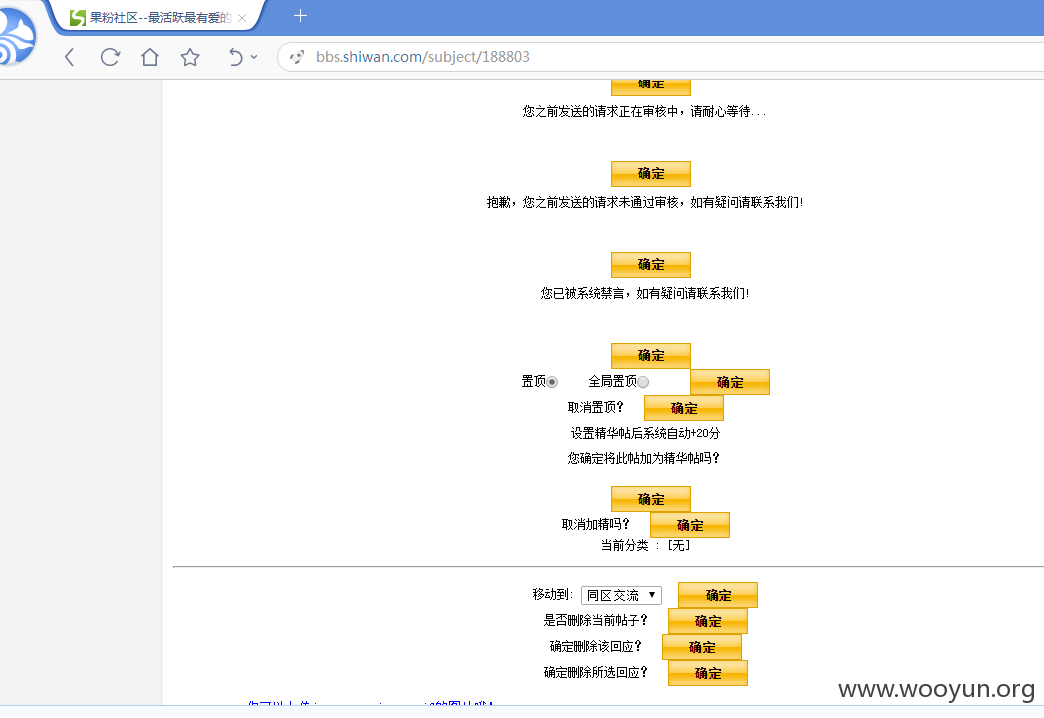 果粉社区--最活跃最有爱的
bbs.shiwan.com/subject/188803
确定
您之前发送的请求正在审核中，请耐心等待...
确定
抱歉，您之前发送的请求未通过审核，如有疑问请联系我们!
确定
您已被系统禁言，如有疑问请联系我们!
确定
置顶 全局置顶 确定
取消置顶? 确定
设置精华帖后系统自动+20分
您确定将此帖加为精华帖吗?
确定
取消加精吗? 确定
当前分类 : [无]
移动到: 同区交流 确定
是否删除当前帖子? 确定
确定删除该回应? 确定
确定删除所选回应? 确定
www.wooyun.org